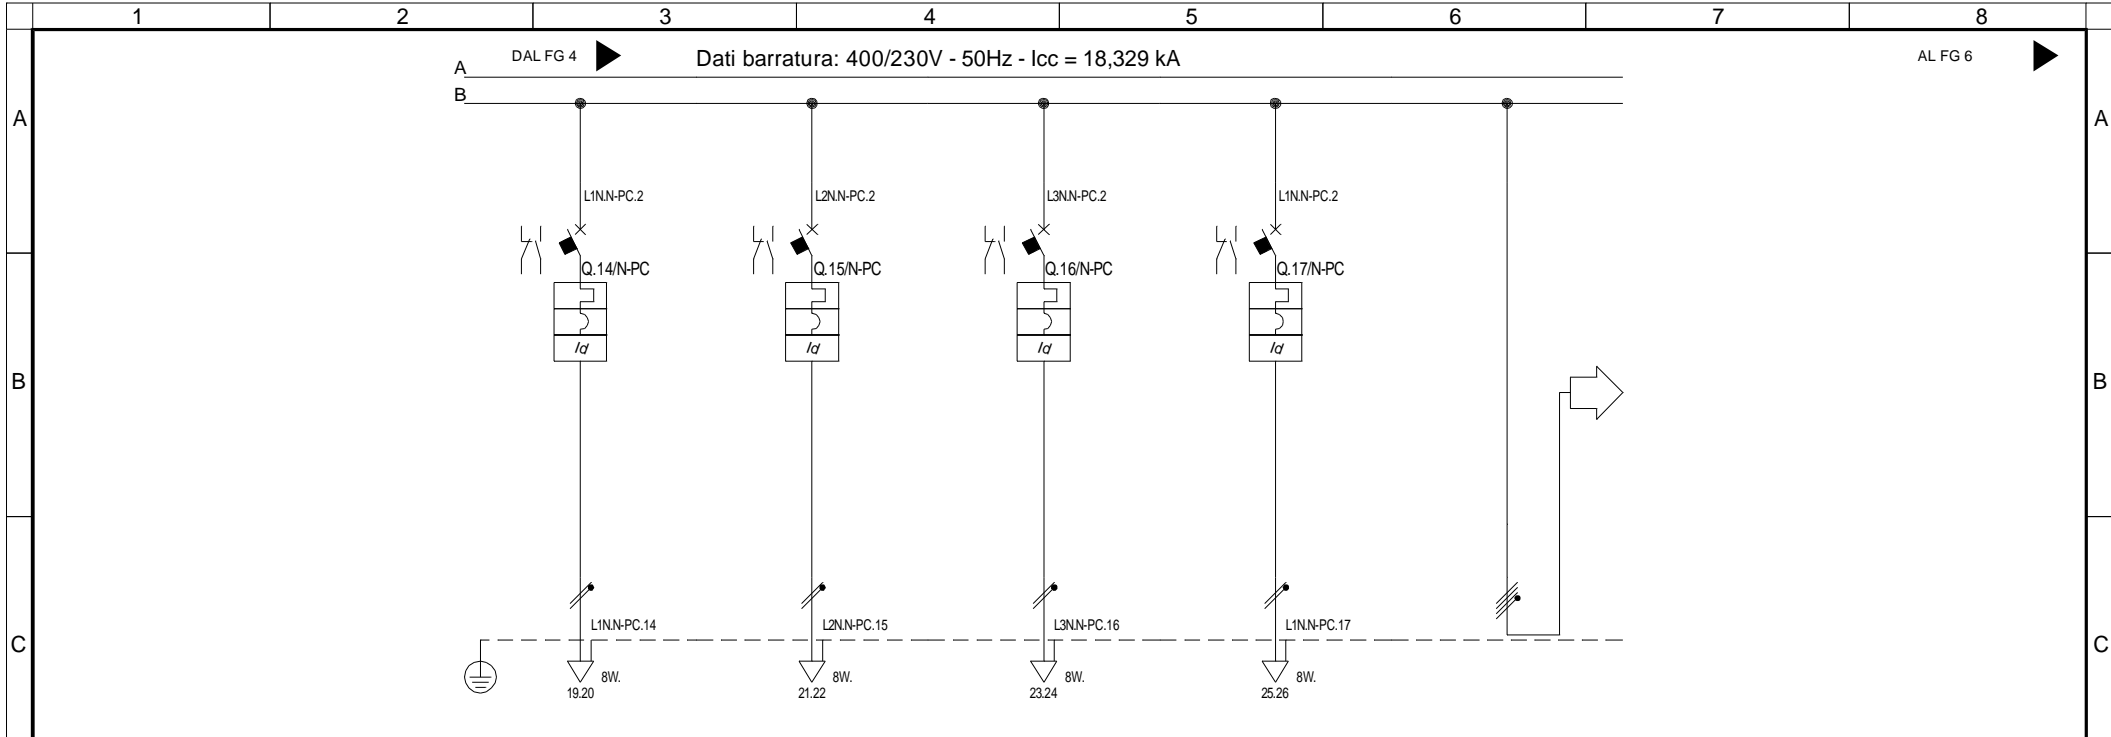 1 2 3 4 5 6 7 8
DAL FG 4 Dati barratura: 400/230V - 50Hz - Icc = 18,329 kA AL FG 6
A
B
A A
L1N.N-PC.2 L2N.N-PC.2 L3N.N-PC.2 L1N.N-PC.2
Q.14/N-PC Q.15/N-PC Q.16/N-PC Q.17/N-PC
Id Id Id Id
B B
L1N.N-PC.14 L2N.N-PC.15 L3N.N-PC.16 L1N.N-PC.17
C C
8W. 8W. 8W. 8W.
19.20 21.22 23.24 25.26